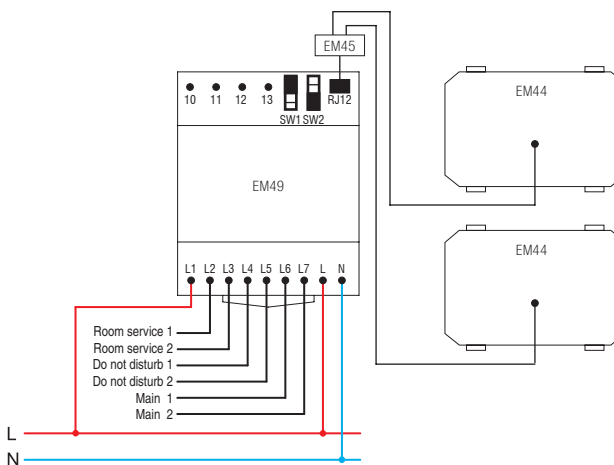 EM45
EM44
10 11 12 13 RJ12
SW1 SW2
EM49
EM44
L1 L2 L3 L4 L5 L6 L7 L N
Room service 1
Room service 2
Do not disturb 1
Do not disturb 2
Main 1
Main 2
L
N